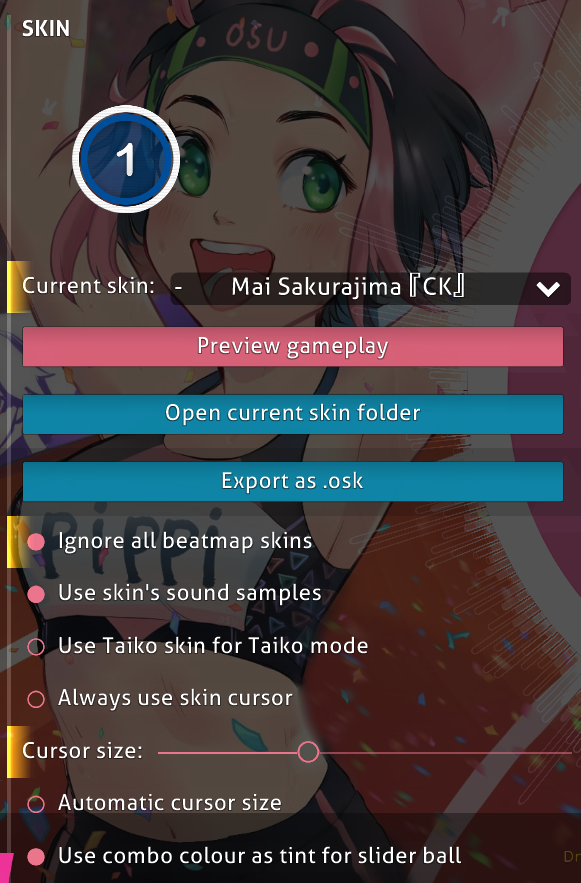 SKIN
osu
1
Current skin: - Mai Sakurajima『CK』
Preview gameplay
Open current skin folder
Export as .osk
Pippi
Ignore all beatmap skins
Use skin's sound samples
Use Taiko skin for Taiko mode
Always use skin cursor
Cursor size:
Automatic cursor size
Use combo colour as tint for slider ball